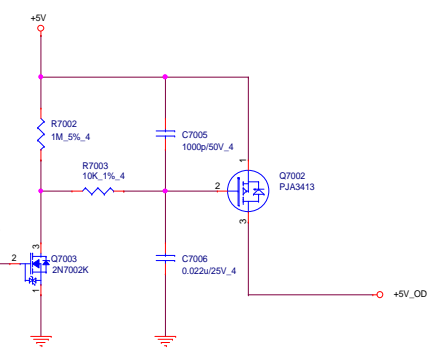 +5V
R7002
1M_5%_4
C7005
1000p/50V_4
R7003
10K_1%_4
1
2
3
Q7002
PJA3413
3
2
1
Q7003
2N7002K
C7006
0.022u/25V_4
+5V_OD